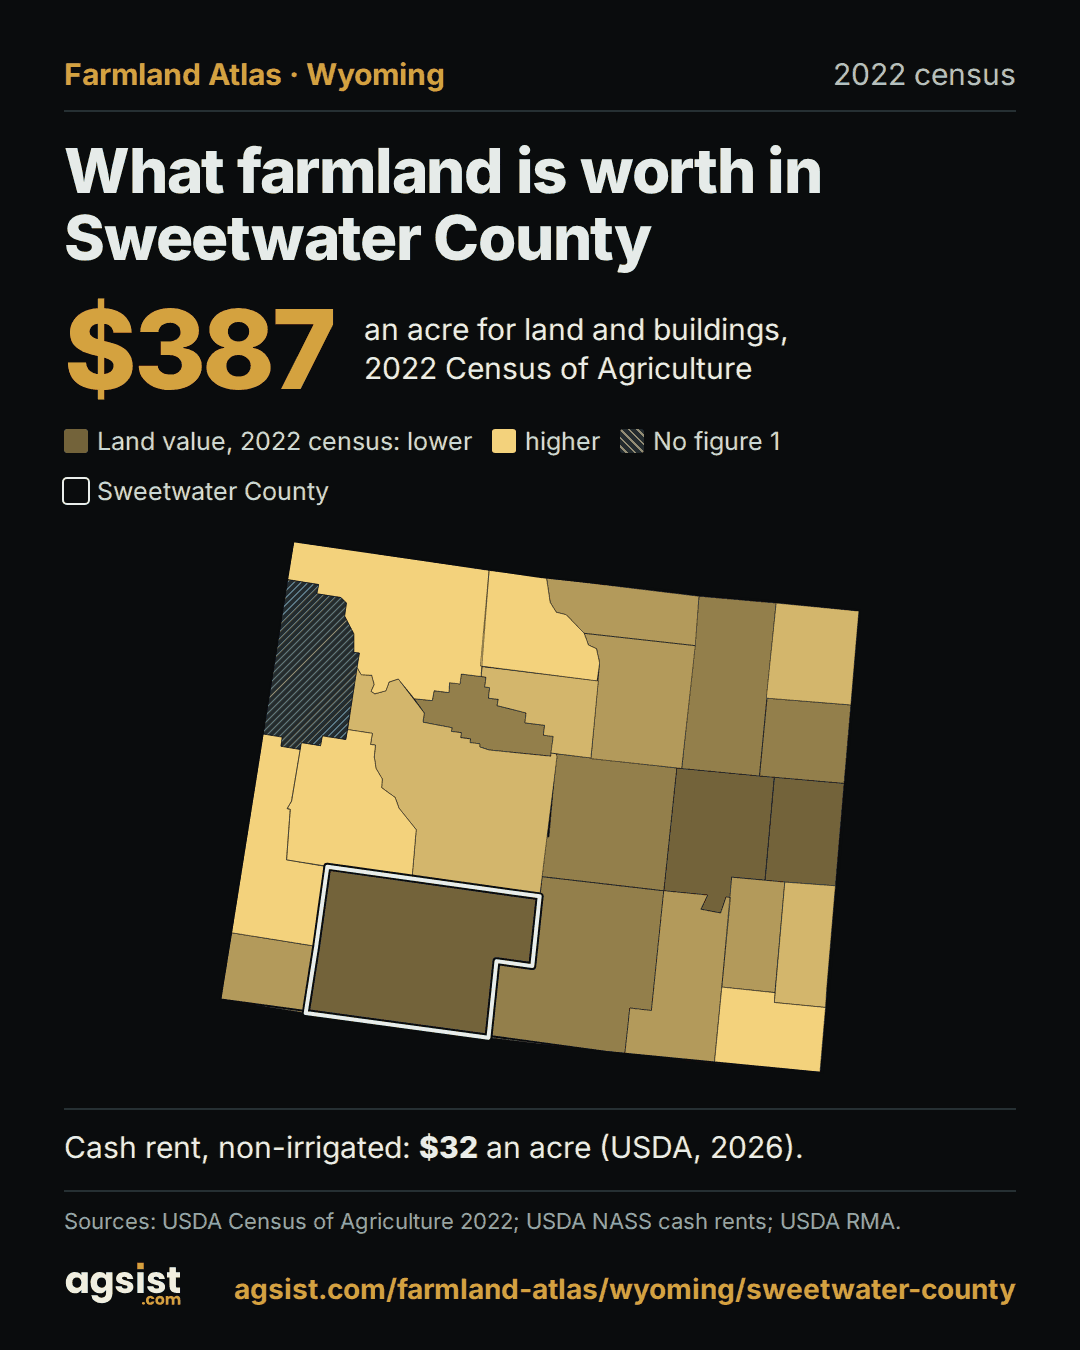 Farmland Atlas · Wyoming
2022 census
What farmland is worth in
Sweetwater County
$387
an acre for land and buildings,
2022 Census of Agriculture
Land value, 2022 census: lower
higher
No figure 1
Sweetwater County
Cash rent, non-irrigated: $32 an acre (USDA, 2026).
Sources: USDA Census of Agriculture 2022; USDA NASS cash rents; USDA RMA.
agsist
.com
agsist.com/farmland-atlas/wyoming/sweetwater-county